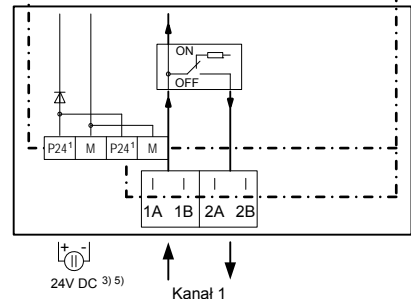 ON
OFF
P24¹ M P24¹ M
1A 1B 2A 2B
+ -
24V DC ³⁾ ⁵⁾
Kanał 1